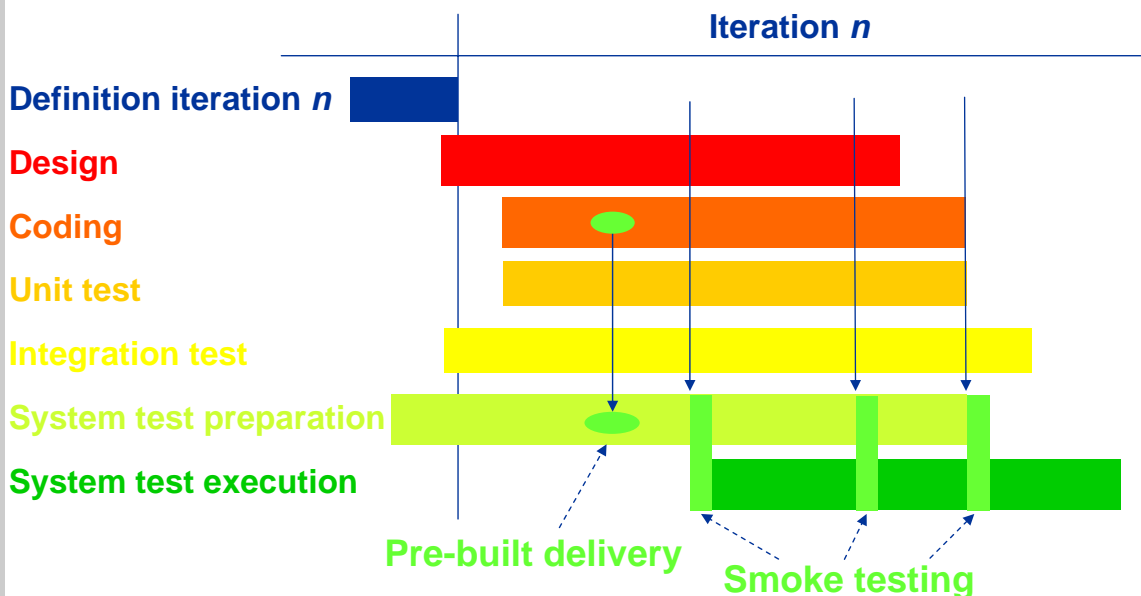 Iteration n
Definition iteration n
Design
Coding
Unit test
Integration test
System test preparation
System test execution
Pre-built delivery
Smoke testing